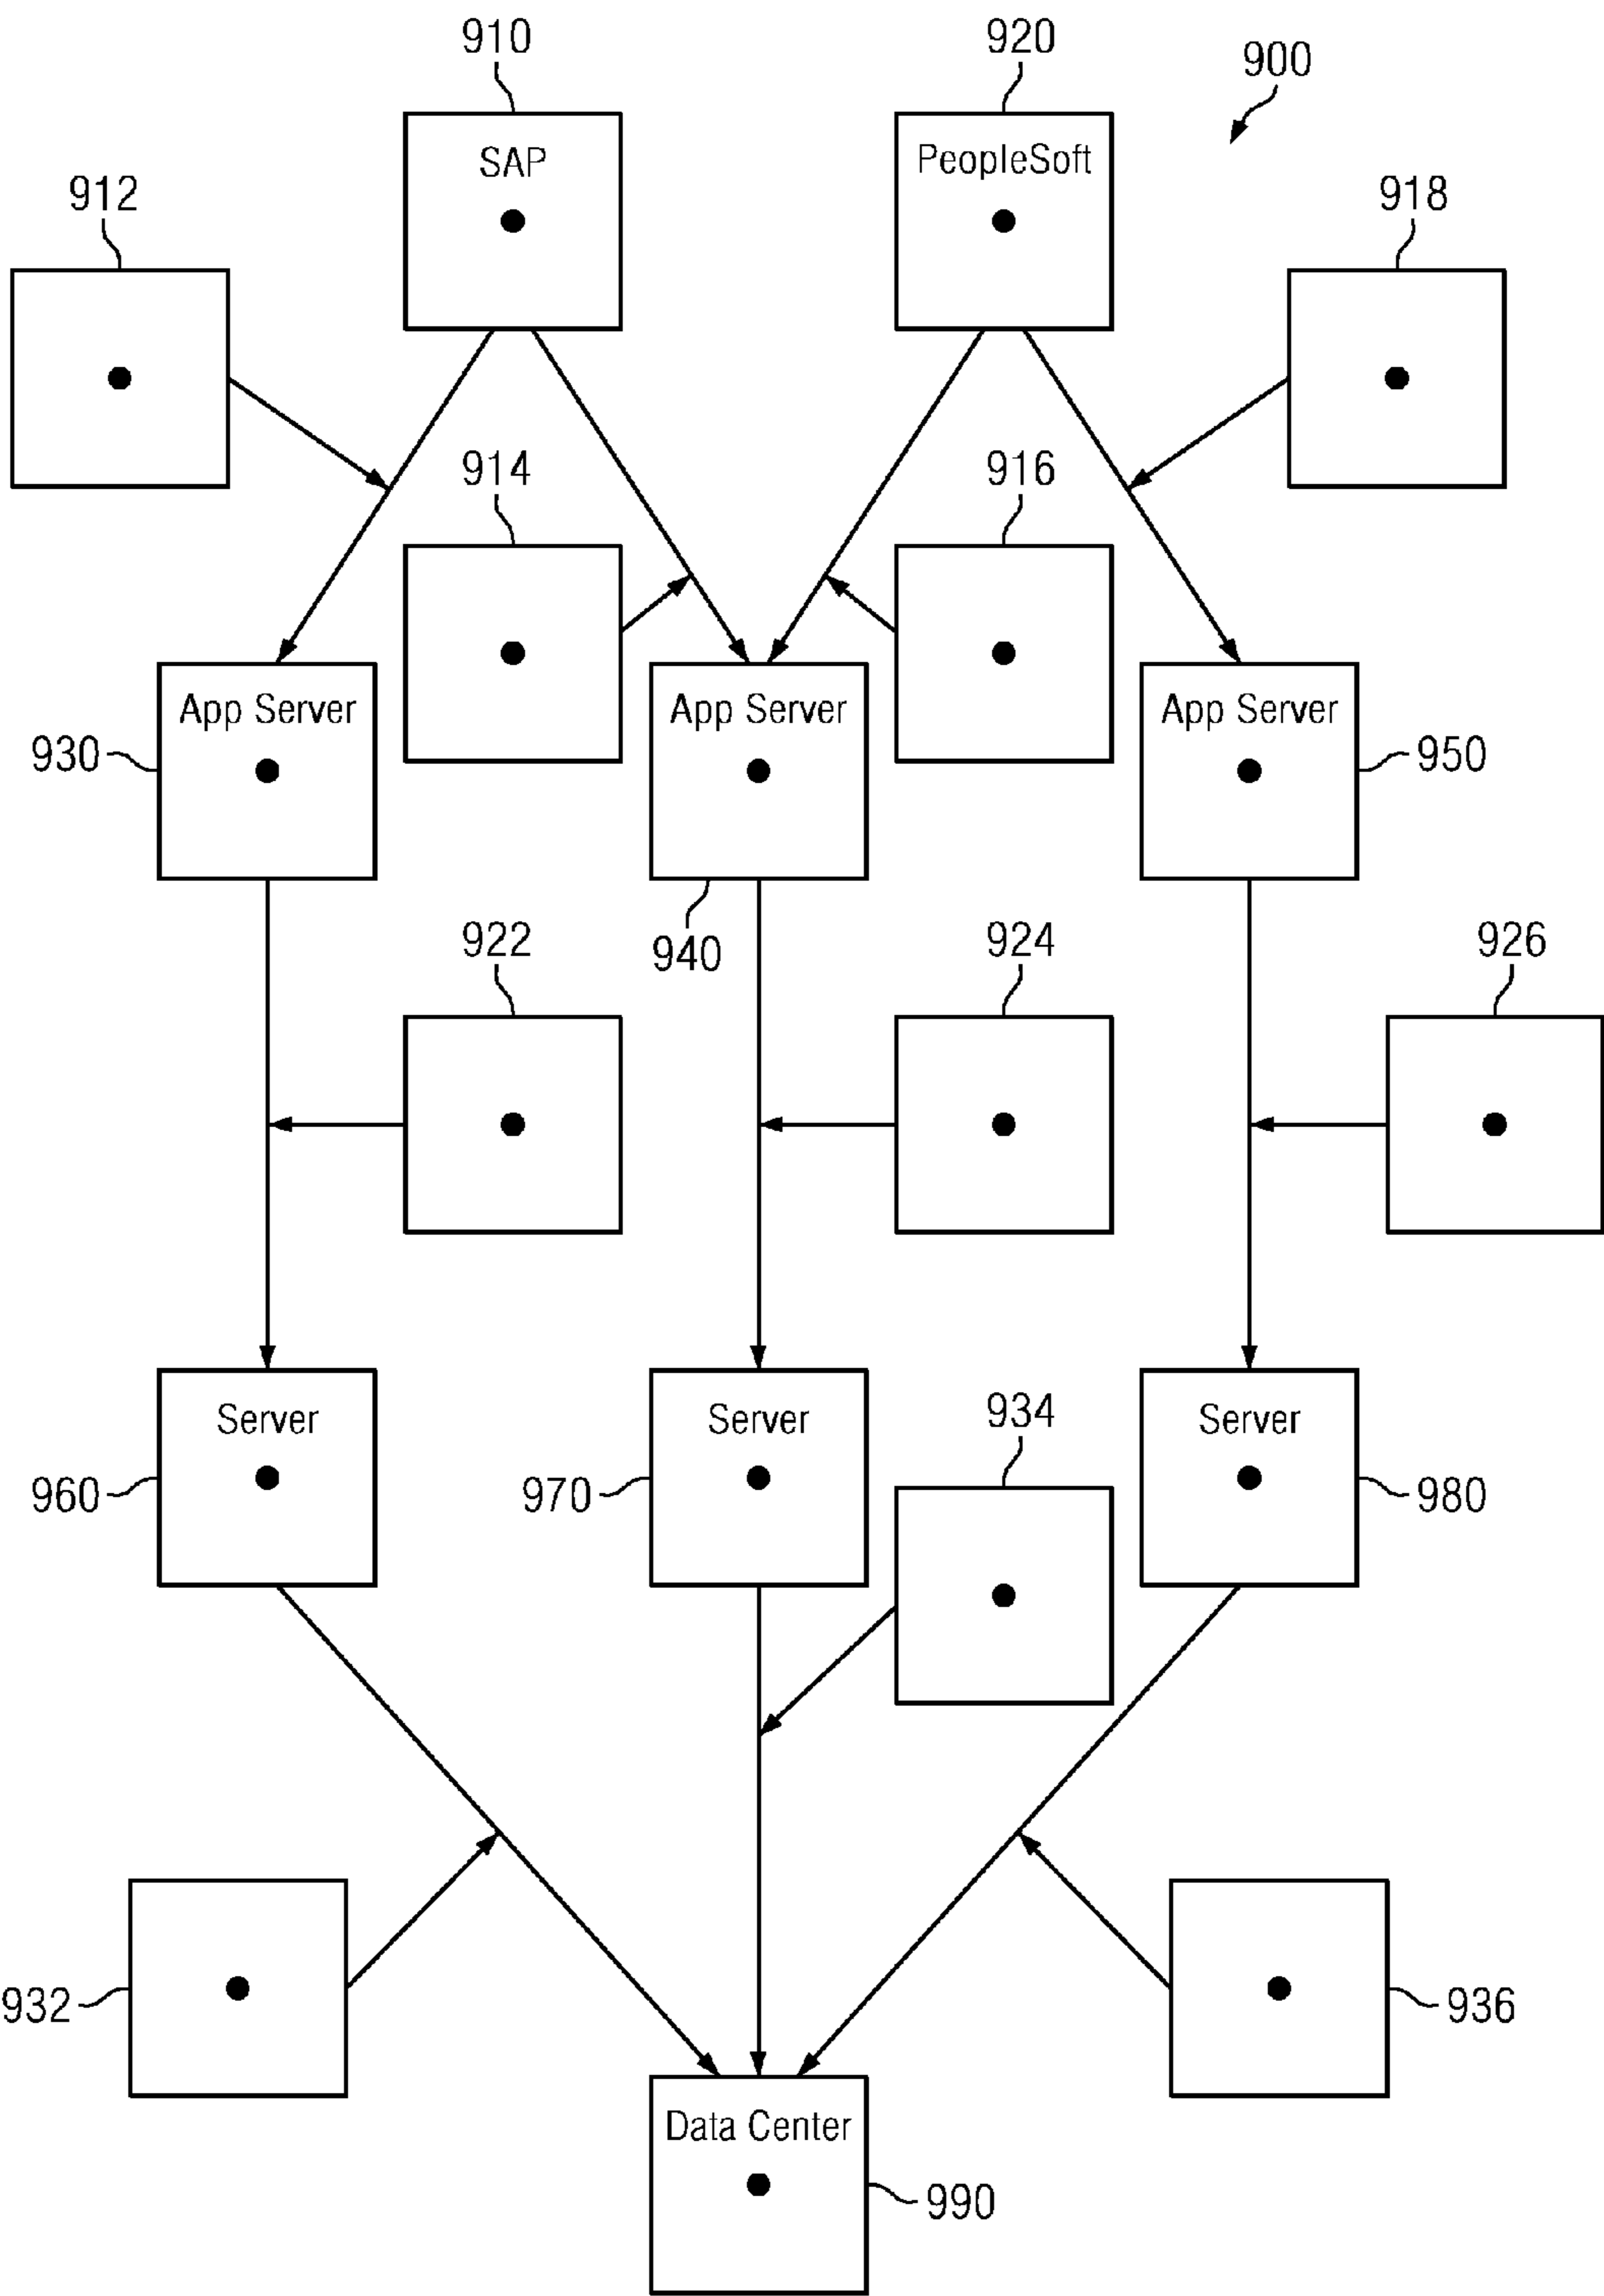 910
920
900
SAP
PeopleSoft
912
918
914
916
App Server
App Server
App Server
930
950
940
922
924
926
Server
Server
Server
934
960
970
980
932
936
Data Center
990